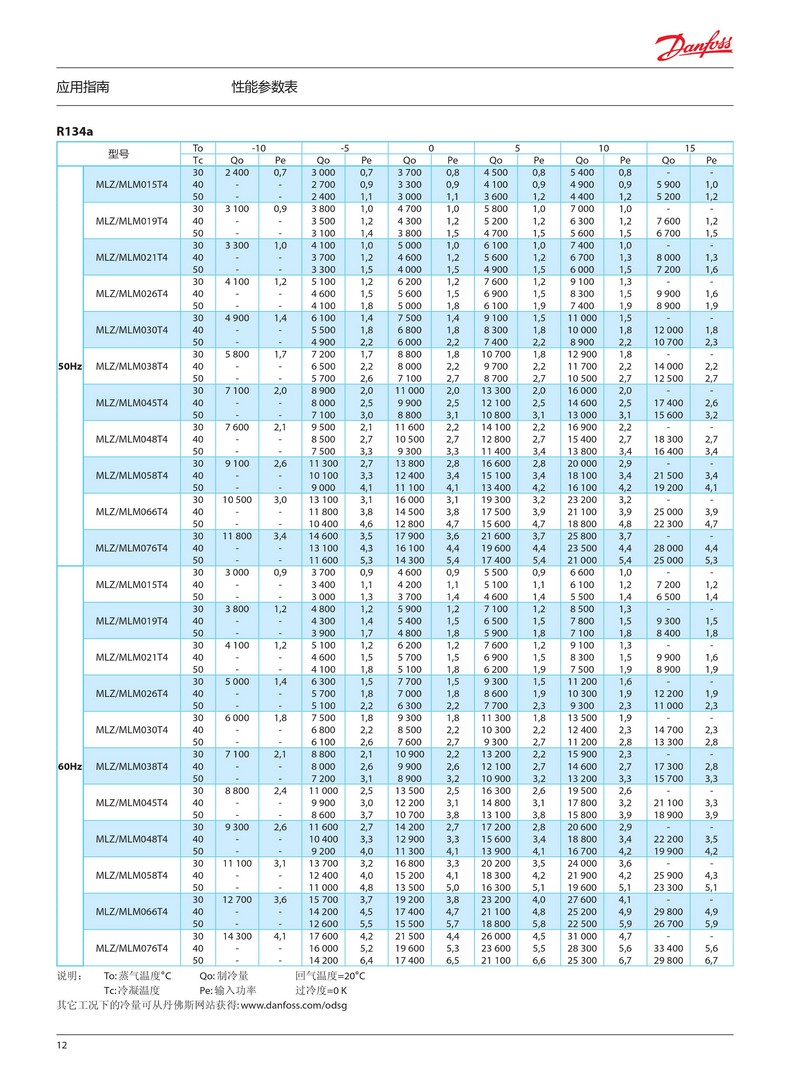 Danfoss
应用指南 性能参数表
R134a
型号 To -10 -5 0 5 10 15
Tc Qo Pe Qo Pe Qo Pe Qo Pe Qo Pe Qo Pe
30 2 400 0,7 3 000 0,7 3 700 0,8 4 500 0,8 5 400 0,8 - -
MLZ/MLM015T4 40 - - 2 700 0,9 3 300 0,9 4 100 0,9 4 900 0,9 5 900 1,0
50 - - 2 400 1,1 3 000 1,1 3 600 1,2 4 400 1,2 5 200 1,2
30 3 100 0,9 3 800 1,0 4 700 1,0 5 800 1,0 7 000 1,0 - -
MLZ/MLM019T4 40 - - 3 500 1,2 4 300 1,2 5 200 1,2 6 300 1,2 7 600 1,2
50 - - 3 100 1,4 3 800 1,5 4 700 1,5 5 600 1,5 6 700 1,5
30 3 300 1,0 4 100 1,0 5 000 1,0 6 100 1,0 7 400 1,0 - -
MLZ/MLM021T4 40 - - 3 700 1,2 4 600 1,2 5 600 1,2 6 700 1,3 8 000 1,3
50 - - 3 300 1,5 4 000 1,5 4 900 1,5 6 000 1,5 7 200 1,6
30 4 100 1,2 5 100 1,2 6 200 1,2 7 600 1,2 9 100 1,3 - -
MLZ/MLM026T4 40 - - 4 600 1,5 5 600 1,5 6 900 1,5 8 300 1,5 9 900 1,6
50 - - 4 100 1,8 5 000 1,8 6 100 1,9 7 400 1,9 8 900 1,9
30 4 900 1,4 6 100 1,4 7 500 1,4 9 100 1,5 11 000 1,5 - -
MLZ/MLM030T4 40 - - 5 500 1,8 6 800 1,8 8 300 1,8 10 000 1,8 12 000 1,8
50 - - 4 900 2,2 6 000 2,2 7 400 2,2 8 900 2,2 10 700 2,3
30 5 800 1,7 7 200 1,7 8 800 1,8 10 700 1,8 12 900 1,8 - -
50Hz MLZ/MLM038T4 40 - - 6 500 2,2 8 000 2,2 9 700 2,2 11 700 2,2 14 000 2,2
50 - - 5 700 2,6 7 100 2,7 8 700 2,7 10 500 2,7 12 500 2,7
30 7 100 2,0 8 900 2,0 11 000 2,0 13 300 2,0 16 000 2,0 - -
MLZ/MLM045T4 40 - - 8 000 2,5 9 900 2,5 12 100 2,5 14 600 2,5 17 400 2,6
50 - - 7 100 3,0 8 800 3,1 10 800 3,1 13 000 3,1 15 600 3,2
30 7 600 2,1 9 500 2,1 11 600 2,2 14 100 2,2 16 900 2,2 - -
MLZ/MLM048T4 40 - - 8 500 2,7 10 500 2,7 12 800 2,7 15 400 2,7 18 300 2,7
50 - - 7 500 3,3 9 300 3,3 11 400 3,4 13 800 3,4 16 400 3,4
30 9 100 2,6 11 300 2,7 13 800 2,8 16 600 2,8 20 000 2,9 - -
MLZ/MLM058T4 40 - - 10 100 3,3 12 400 3,4 15 100 3,4 18 100 3,4 21 500 3,4
50 - - 9 000 4,1 11 100 4,1 13 400 4,2 16 100 4,2 19 200 4,1
30 10 500 3,0 13 100 3,1 16 000 3,1 19 300 3,2 23 200 3,2 - -
MLZ/MLM066T4 40 - - 11 800 3,8 14 500 3,8 17 500 3,9 21 100 3,9 25 000 3,9
50 - - 10 400 4,6 12 800 4,7 15 600 4,7 18 800 4,8 22 300 4,7
30 11 800 3,4 14 600 3,5 17 900 3,6 21 600 3,7 25 800 3,7 - -
MLZ/MLM076T4 40 - - 13 100 4,3 16 100 4,4 19 600 4,4 23 500 4,4 28 000 4,4
50 - - 11 600 5,3 14 300 5,4 17 400 5,4 21 000 5,4 25 000 5,3
30 3 000 0,9 3 700 0,9 4 600 0,9 5 500 0,9 6 600 1,0 - -
MLZ/MLM015T4 40 - - 3 400 1,1 4 200 1,1 5 100 1,1 6 100 1,2 7 200 1,2
50 - - 3 000 1,3 3 700 1,4 4 600 1,4 5 500 1,4 6 500 1,4
30 3 800 1,2 4 800 1,2 5 900 1,2 7 100 1,2 8 500 1,3 - -
MLZ/MLM019T4 40 - - 4 300 1,4 5 400 1,5 6 500 1,5 7 800 1,5 9 300 1,5
50 - - 3 900 1,7 4 800 1,8 5 900 1,8 7 100 1,8 8 400 1,8
30 4 100 1,2 5 100 1,2 6 200 1,2 7 600 1,2 9 100 1,3 - -
MLZ/MLM021T4 40 - - 4 600 1,5 5 700 1,5 6 900 1,5 8 300 1,5 9 900 1,6
50 - - 4 100 1,8 5 100 1,8 6 200 1,9 7 500 1,9 8 900 1,9
30 5 000 1,4 6 300 1,5 7 700 1,5 9 300 1,5 11 200 1,6 - -
MLZ/MLM026T4 40 - - 5 700 1,8 7 000 1,8 8 600 1,9 10 300 1,9 12 200 1,9
50 - - 5 100 2,2 6 300 2,2 7 700 2,3 9 300 2,3 11 000 2,3
30 6 000 1,8 7 500 1,8 9 300 1,8 11 300 1,8 13 500 1,9 - -
MLZ/MLM030T4 40 - - 6 800 2,2 8 500 2,2 10 300 2,2 12 400 2,3 14 700 2,3
50 - - 6 100 2,6 7 600 2,7 9 300 2,7 11 200 2,8 13 300 2,8
30 7 100 2,1 8 800 2,1 10 900 2,2 13 200 2,2 15 900 2,3 - -
60Hz MLZ/MLM038T4 40 - - 8 000 2,6 9 900 2,6 12 100 2,7 14 600 2,7 17 300 2,8
50 - - 7 200 3,1 8 900 3,2 10 900 3,2 13 200 3,3 15 700 3,3
30 8 800 2,4 11 000 2,5 13 500 2,5 16 300 2,6 19 500 2,6 - -
MLZ/MLM045T4 40 - - 9 900 3,0 12 200 3,1 14 800 3,1 17 800 3,2 21 100 3,3
50 - - 8 600 3,7 10 700 3,8 13 100 3,8 15 800 3,9 18 900 3,9
30 9 300 2,6 11 600 2,7 14 200 2,7 17 200 2,8 20 600 2,9 - -
MLZ/MLM048T4 40 - - 10 400 3,3 12 900 3,3 15 600 3,4 18 800 3,4 22 200 3,5
50 - - 9 200 4,0 11 300 4,1 13 900 4,1 16 700 4,2 19 900 4,2
30 11 100 3,1 13 700 3,2 16 800 3,3 20 200 3,5 24 000 3,6 - -
MLZ/MLM058T4 40 - - 12 400 4,0 15 200 4,1 18 300 4,2 21 900 4,2 25 900 4,3
50 - - 11 000 4,8 13 500 5,0 16 300 5,1 19 600 5,1 23 300 5,1
30 12 700 3,6 15 700 3,7 19 200 3,8 23 200 4,0 27 600 4,1 - -
MLZ/MLM066T4 40 - - 14 200 4,5 17 400 4,7 21 100 4,8 25 200 4,9 29 800 4,9
50 - - 12 600 5,5 15 500 5,7 18 800 5,8 22 500 5,9 26 700 5,9
30 14 300 4,1 17 600 4,2 21 500 4,4 26 000 4,5 31 000 4,7 - -
MLZ/MLM076T4 40 - - 16 000 5,2 19 600 5,3 23 600 5,5 28 300 5,6 33 400 5,6
50 - - 14 200 6,4 17 400 6,5 21 100 6,6 25 300 6,7 29 800 6,7
说明： To: 蒸气温度°C Qo: 制冷量 回气温度=20°C
Tc: 冷凝温度 Pe: 输入功率 过冷度=0 K
其它工况下的冷量可从丹佛斯网站获得: www.danfoss.com/odsg
12